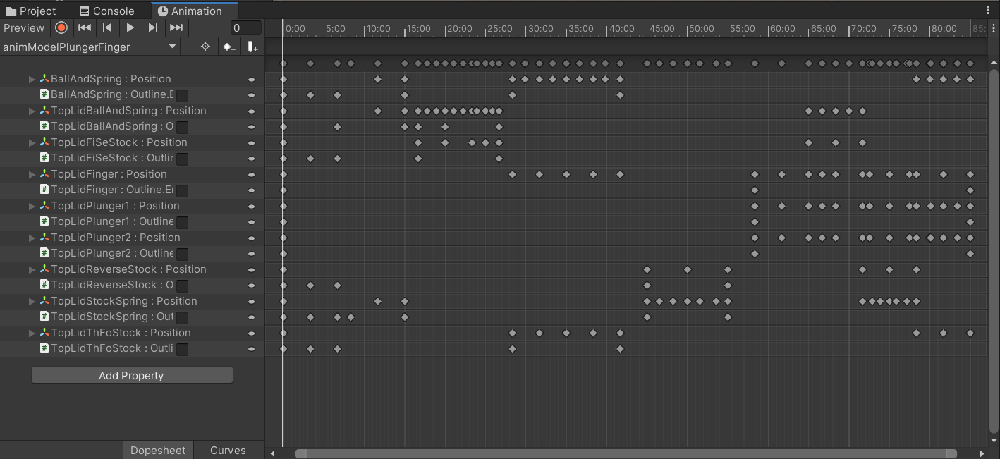 Project Console Animation
Preview 0 0:00 5:00 10:00 15:00 20:00 25:00 30:00 35:00 40:00 45:00 50:00 55:00 60:00 65:00 70:00 75:00 80:00 85:
animModelPlungerFinger
BallAndSpring : Position
BallAndSpring : Outline.E
TopLidBallAndSpring : Position
TopLidBallAndSpring : O
TopLidFiSeStock : Position
TopLidFiSeStock : Outlin
TopLidFinger : Position
TopLidFinger : Outline.En
TopLidPlunger1 : Position
TopLidPlunger1 : Outline
TopLidPlunger2 : Position
TopLidPlunger2 : Outline
TopLidReverseStock : Position
TopLidReverseStock : O
TopLidStockSpring : Position
TopLidStockSpring : Out
TopLidThFoStock : Position
TopLidThFoStock : Outli
Add Property
Dopesheet Curves